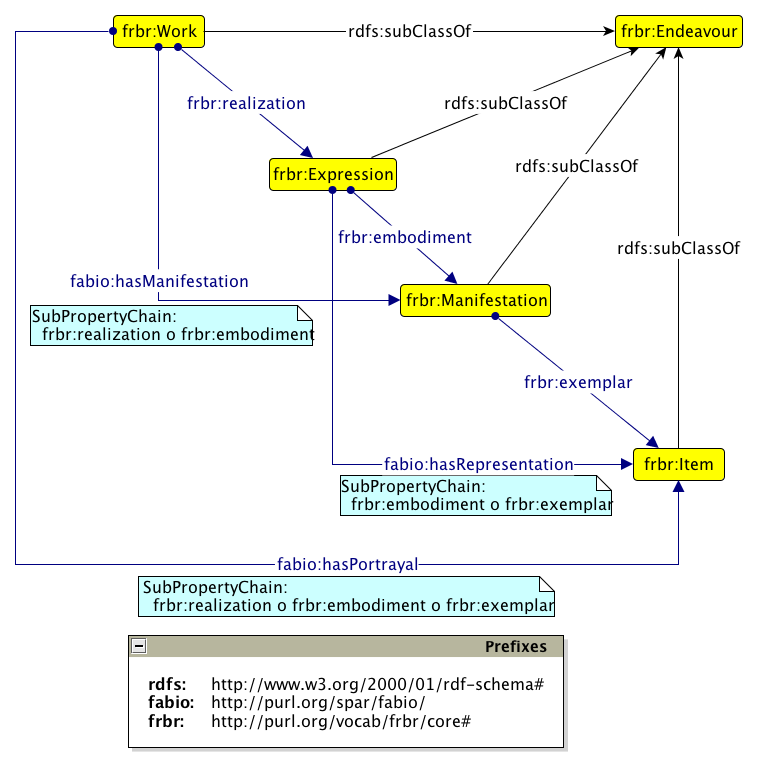 frbr:Work
rdfs:subClassOf
frbr:Endeavour
frbr:realization
rdfs:subClassOf
rdfs:subClassOf
frbr:Expression
frbr:embodiment
rdfs:subClassOf
fabio:hasManifestation
frbr:Manifestation
SubPropertyChain:
frbr:realization o frbr:embodiment
frbr:exemplar
fabio:hasRepresentation
frbr:Item
SubPropertyChain:
frbr:embodiment o frbr:exemplar
fabio:hasPortrayal
SubPropertyChain:
frbr:realization o frbr:embodiment o frbr:exemplar
Prefixes
rdfs: http://www.w3.org/2000/01/rdf-schema#
fabio: http://purl.org/spar/fabio/
frbr: http://purl.org/vocab/frbr/core#